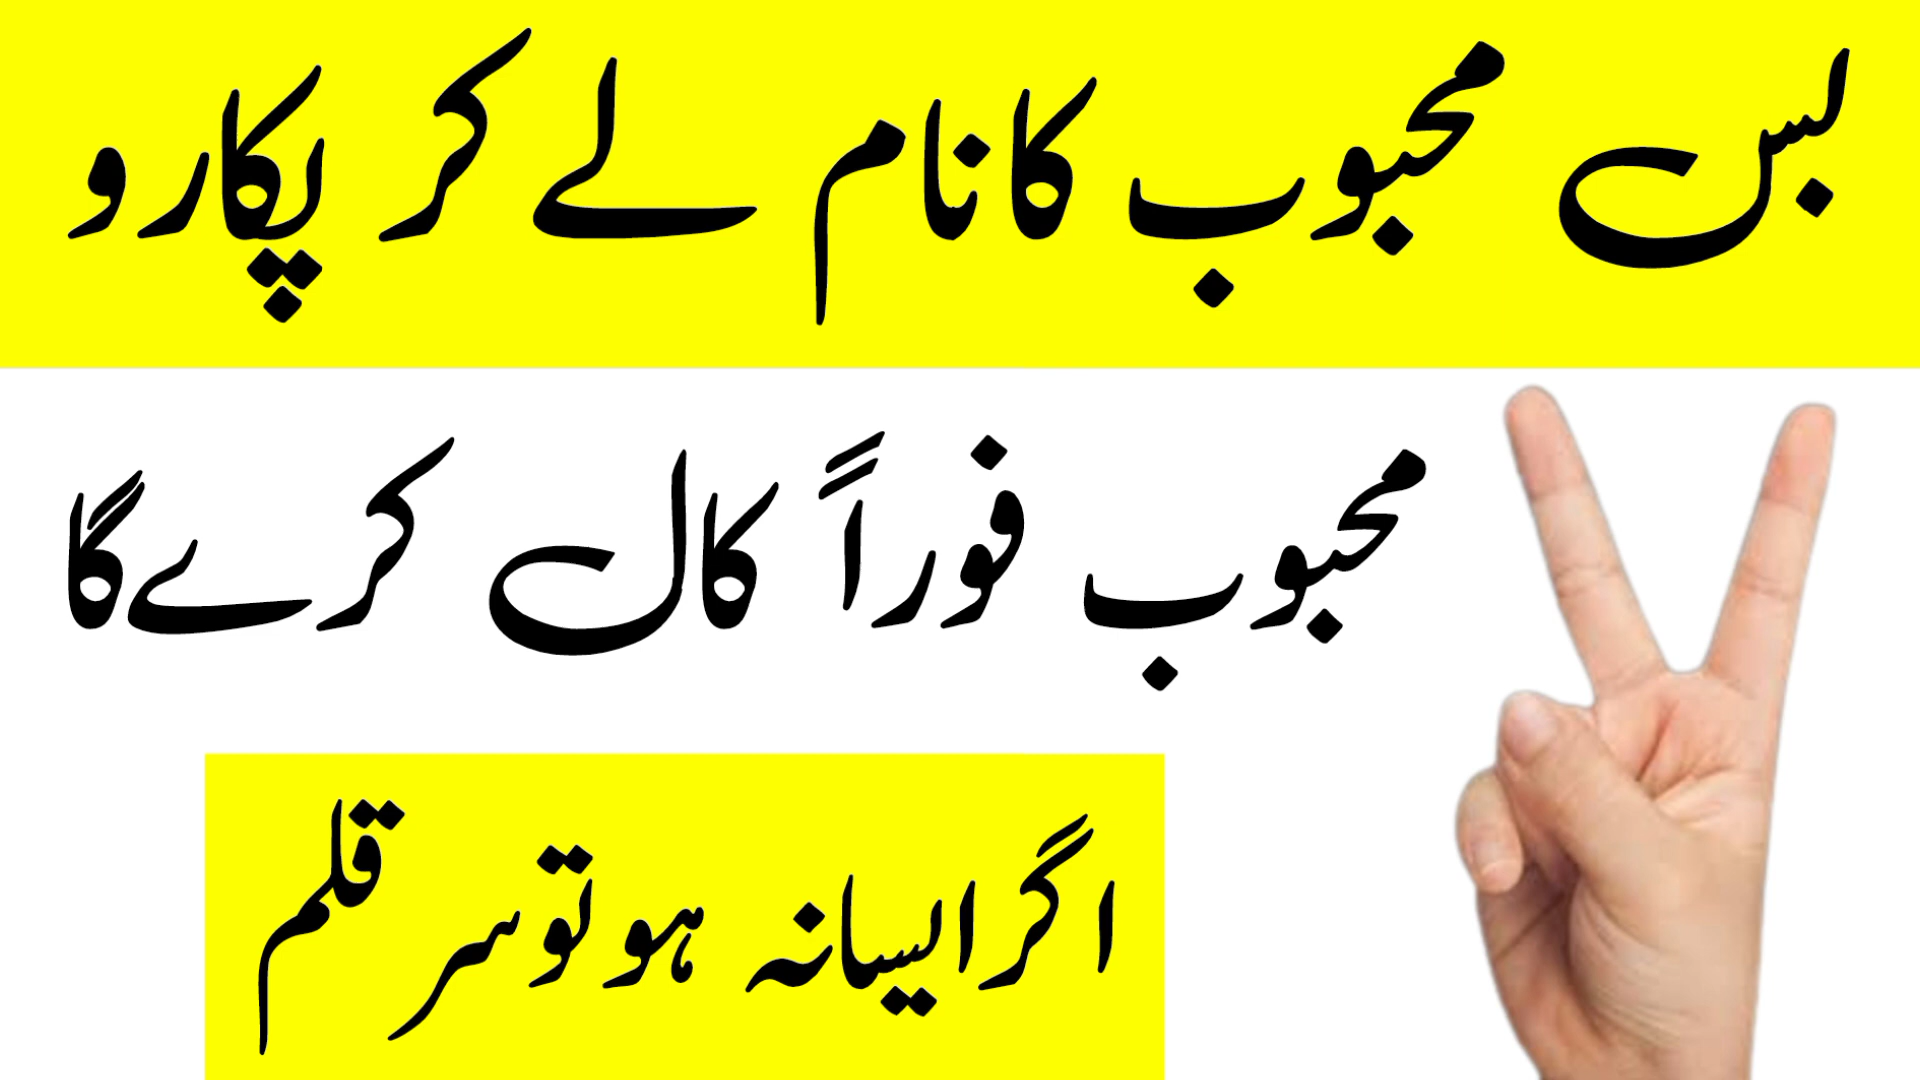 بس محبوب کا نام لے کر پکارو
محبوب فوراً کال کرے گا
اگر ایسا نہ ہو تو سر قلم